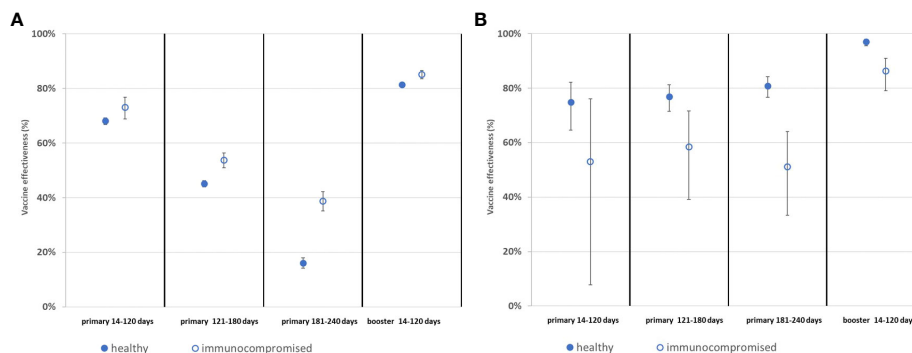 A
100%
80%
60%
40%
20%
0%
Vaccine effectiveness (%)
primary 14-120 days
primary 121-180 days
primary 181-240 days
booster 14-120 days
healthy
immunocompromised
B
100%
80%
60%
40%
20%
0%
Vaccine effectiveness (%)
primary 14-120 days
primary 121-180 days
primary 181-240 days
booster 14-120 day
healthy
immunocompromised